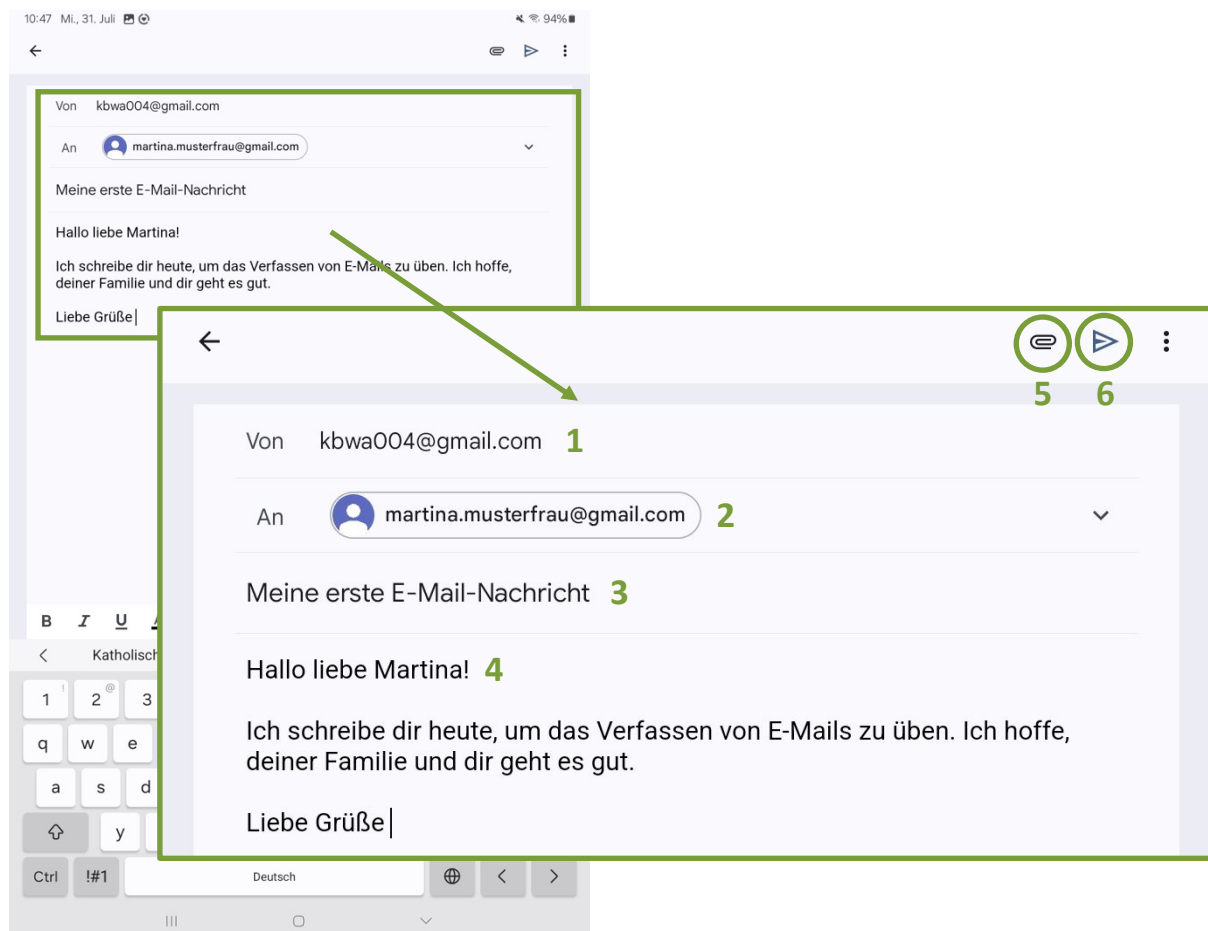 10:47 Mi., 31. Juli 94%
Von kbwa004@gmail.com
An martina.musterfrau@gmail.com
Meine erste E-Mail-Nachricht
Hallo liebe Martina!
Ich schreibe dir heute, um das Verfassen von E-Mails zu üben. Ich hoffe,
deiner Familie und dir geht es gut.
Liebe Grüße
5 6
Von kbwa004@gmail.com 1
An martina.musterfrau@gmail.com 2
Meine erste E-Mail-Nachricht 3
Hallo liebe Martina! 4
Ich schreibe dir heute, um das Verfassen von E-Mails zu üben. Ich hoffe,
deiner Familie und dir geht es gut.
Liebe Grüße
B I U
< Katholisch
1 ! 2 @ 3
q w e
a s d
y
Ctrl !#1 Deutsch < >